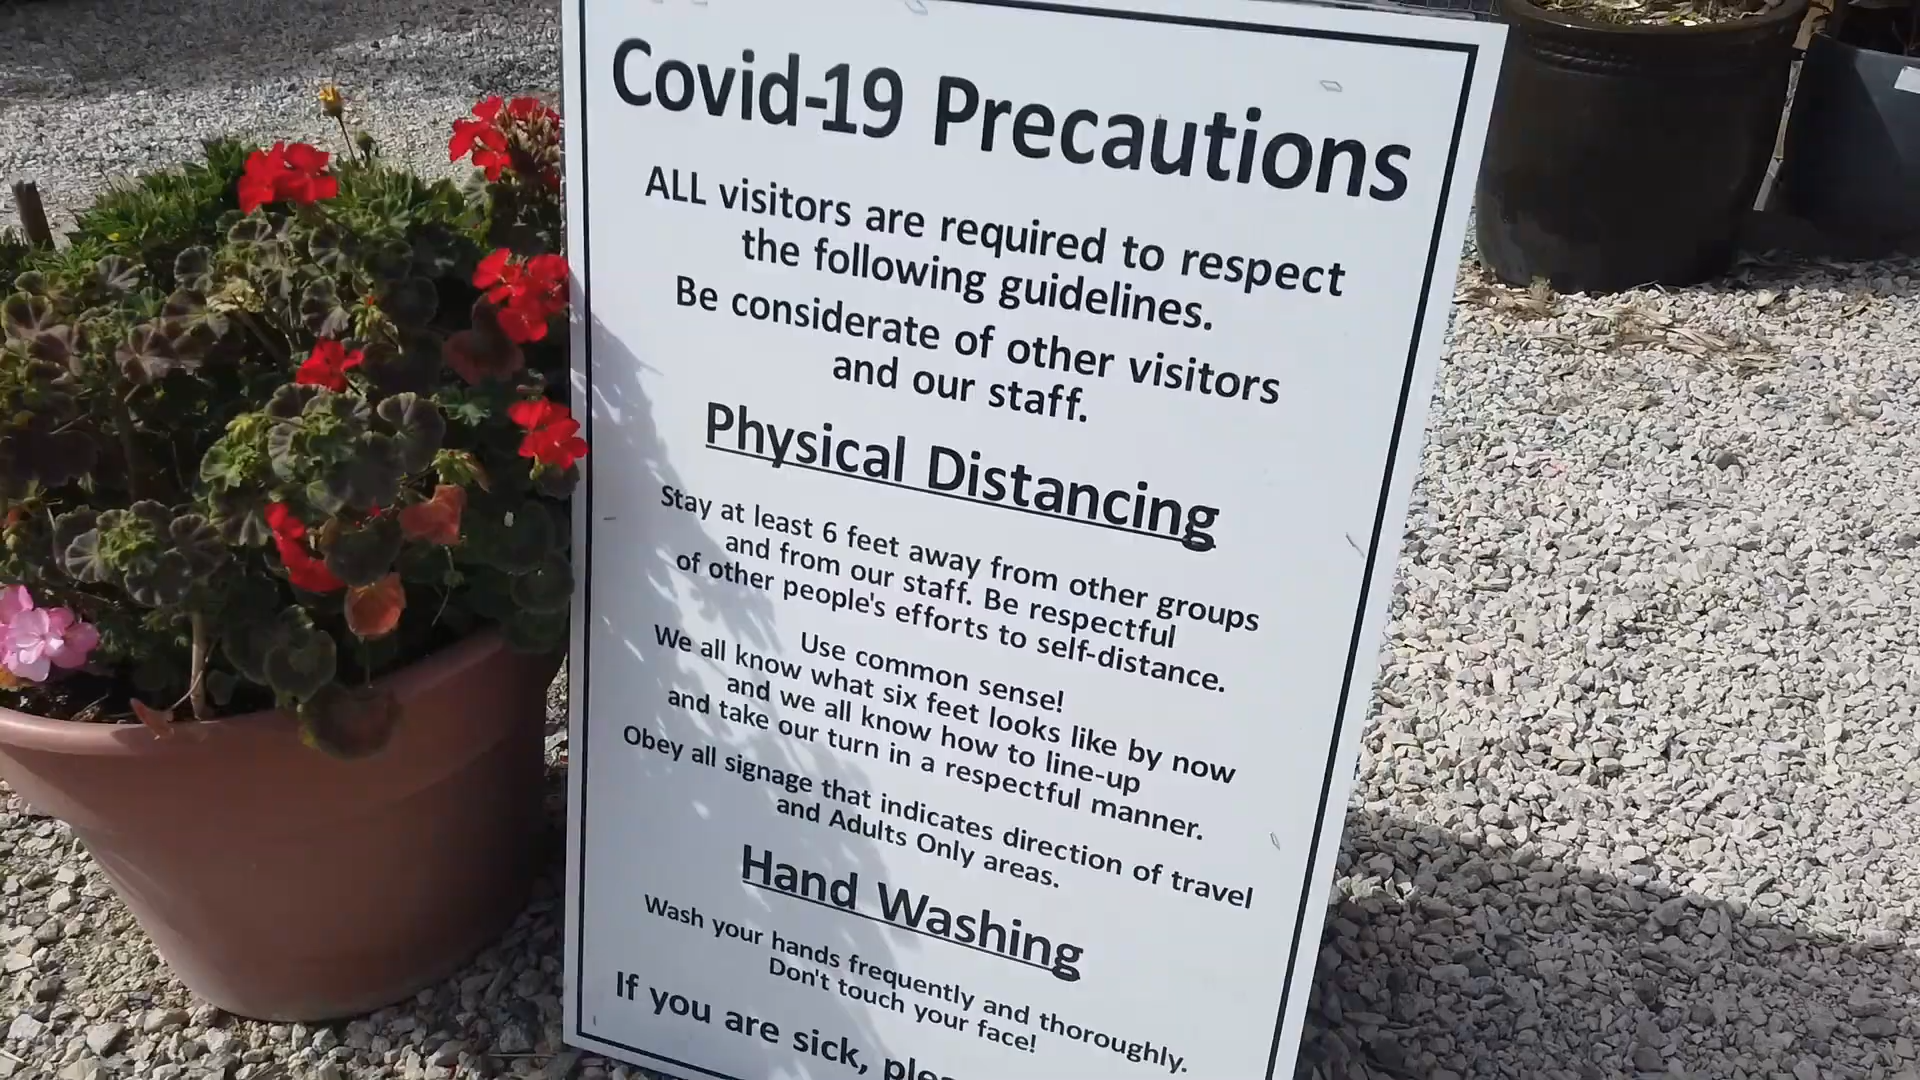 Covid-19 Precautions
ALL visitors are required to respect
the following guidelines.
Be considerate of other visitors
and our staff.
Physical Distancing
Stay at least 6 feet away from other groups
and from our staff. Be respectful
of other people's efforts to self-distance.
Use common sense!
We all know what six feet looks like by now
and we all know how to line-up
and take our turn in a respectful manner.
Obey all signage that indicates direction of travel
and Adults Only areas.
Hand Washing
Wash your hands frequently and thoroughly.
Don't touch your face!
If you are sick,